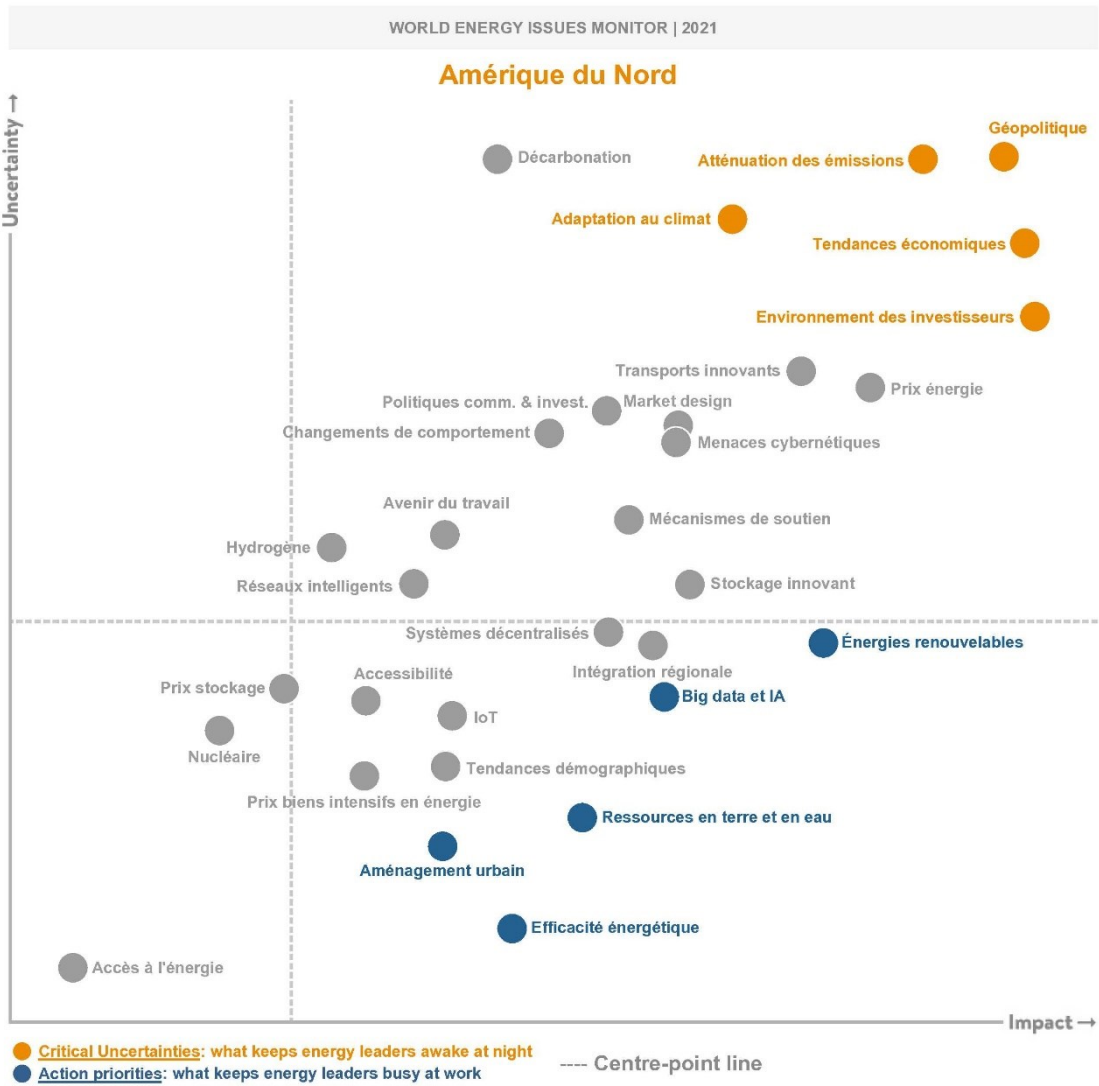 WORLD ENERGY ISSUES MONITOR | 2021
Amérique du Nord
Uncertainty →
Géopolitique
Décarbonation
Atténuation des émissions
Adaptation au climat
Tendances économiques
Environnement des investisseurs
Transports innovants
Prix énergie
Politiques comm. & invest.
Market design
Changements de comportement
Menaces cybernétiques
Avenir du travail
Mécanismes de soutien
Hydrogène
Réseaux intelligents
Stockage innovant
Systèmes décentralisés
Énergies renouvelables
Intégration régionale
Accessibilité
Prix stockage
Big data et IA
IoT
Nucléaire
Tendances démographiques
Prix biens intensifs en énergie
Ressources en terre et en eau
Aménagement urbain
Efficacité énergétique
Accès à l'énergie
Impact →
Critical Uncertainties: what keeps energy leaders awake at night
Action priorities: what keeps energy leaders busy at work
---- Centre-point line